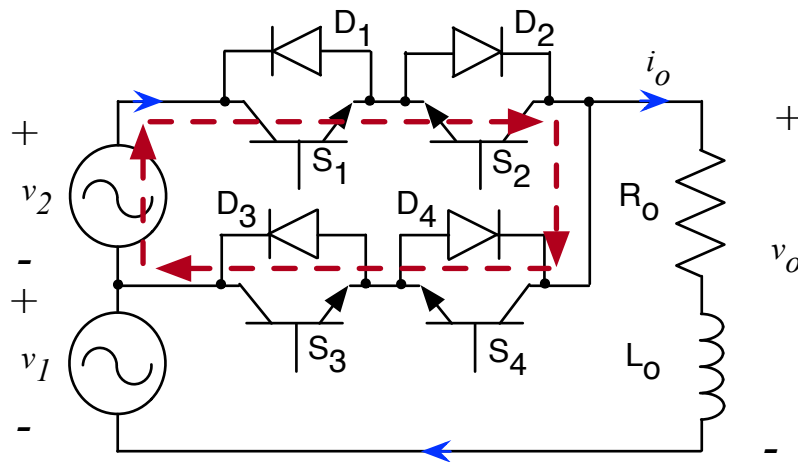 D1 D2
io
+ +
S1 S2
v2 Ro
D3 D4
- vo
+
v1 S3 S4 Lo
- -